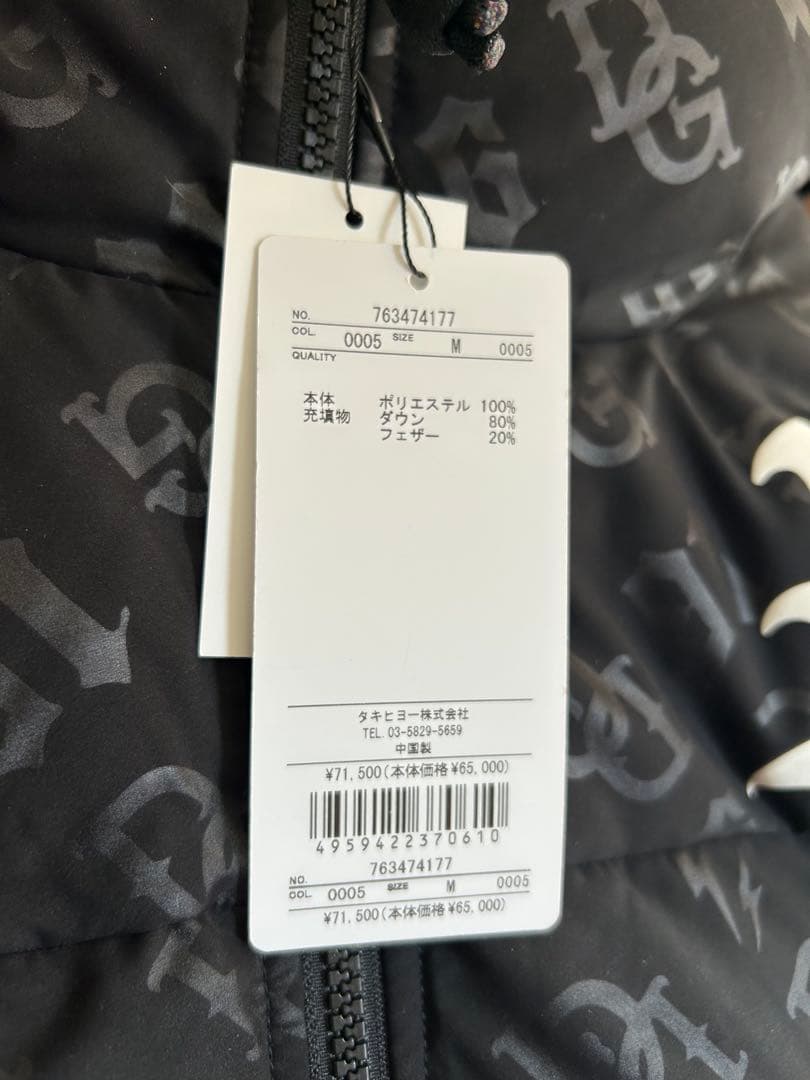 DG
NO. 763474177
COL. 0005 SIZE M 0005
QUALITY
本体 ポリエステル 100%
充填物 ダウン 80%
フェザー 20%
タキヒヨー株式会社
TEL. 03-5829-5659
中国製
¥71,500(本体価格¥65,000)
4959422370610
NO. 763474177
COL. 0005 SIZE M 0005
¥71,500(本体価格¥65,000)